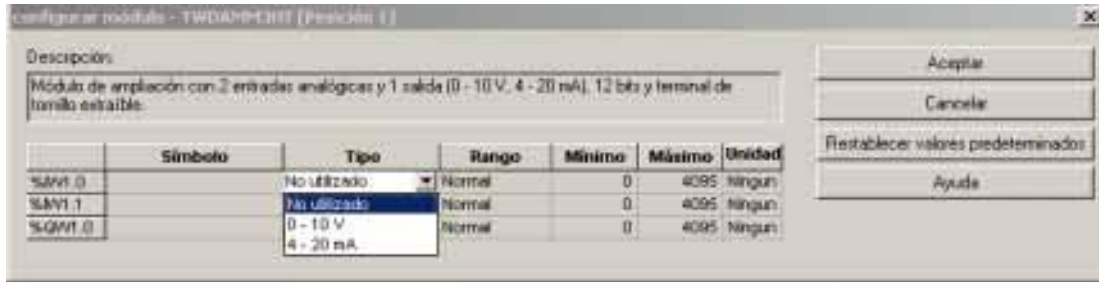 configurar módulo - TWDAMM3HT [Posición 1]
Descripción:
Módulo de ampliación con 2 entradas analógicas y 1 salida (0 - 10 V, 4 - 20 mA), 12 bits y terminal de
tornillo extraíble.
Aceptar
Cancelar
Restablecer valores predeterminados
Ayuda
Símbolo Tipo Rango Mínimo Máximo Unidad
%IW1.0 No utilizado Normal 0 4095 Ningun
%IW1.1 No utilizado Normal 0 4095 Ningun
%QW1.0 0 - 10 V Normal 0 4095 Ningun
4 - 20 mA